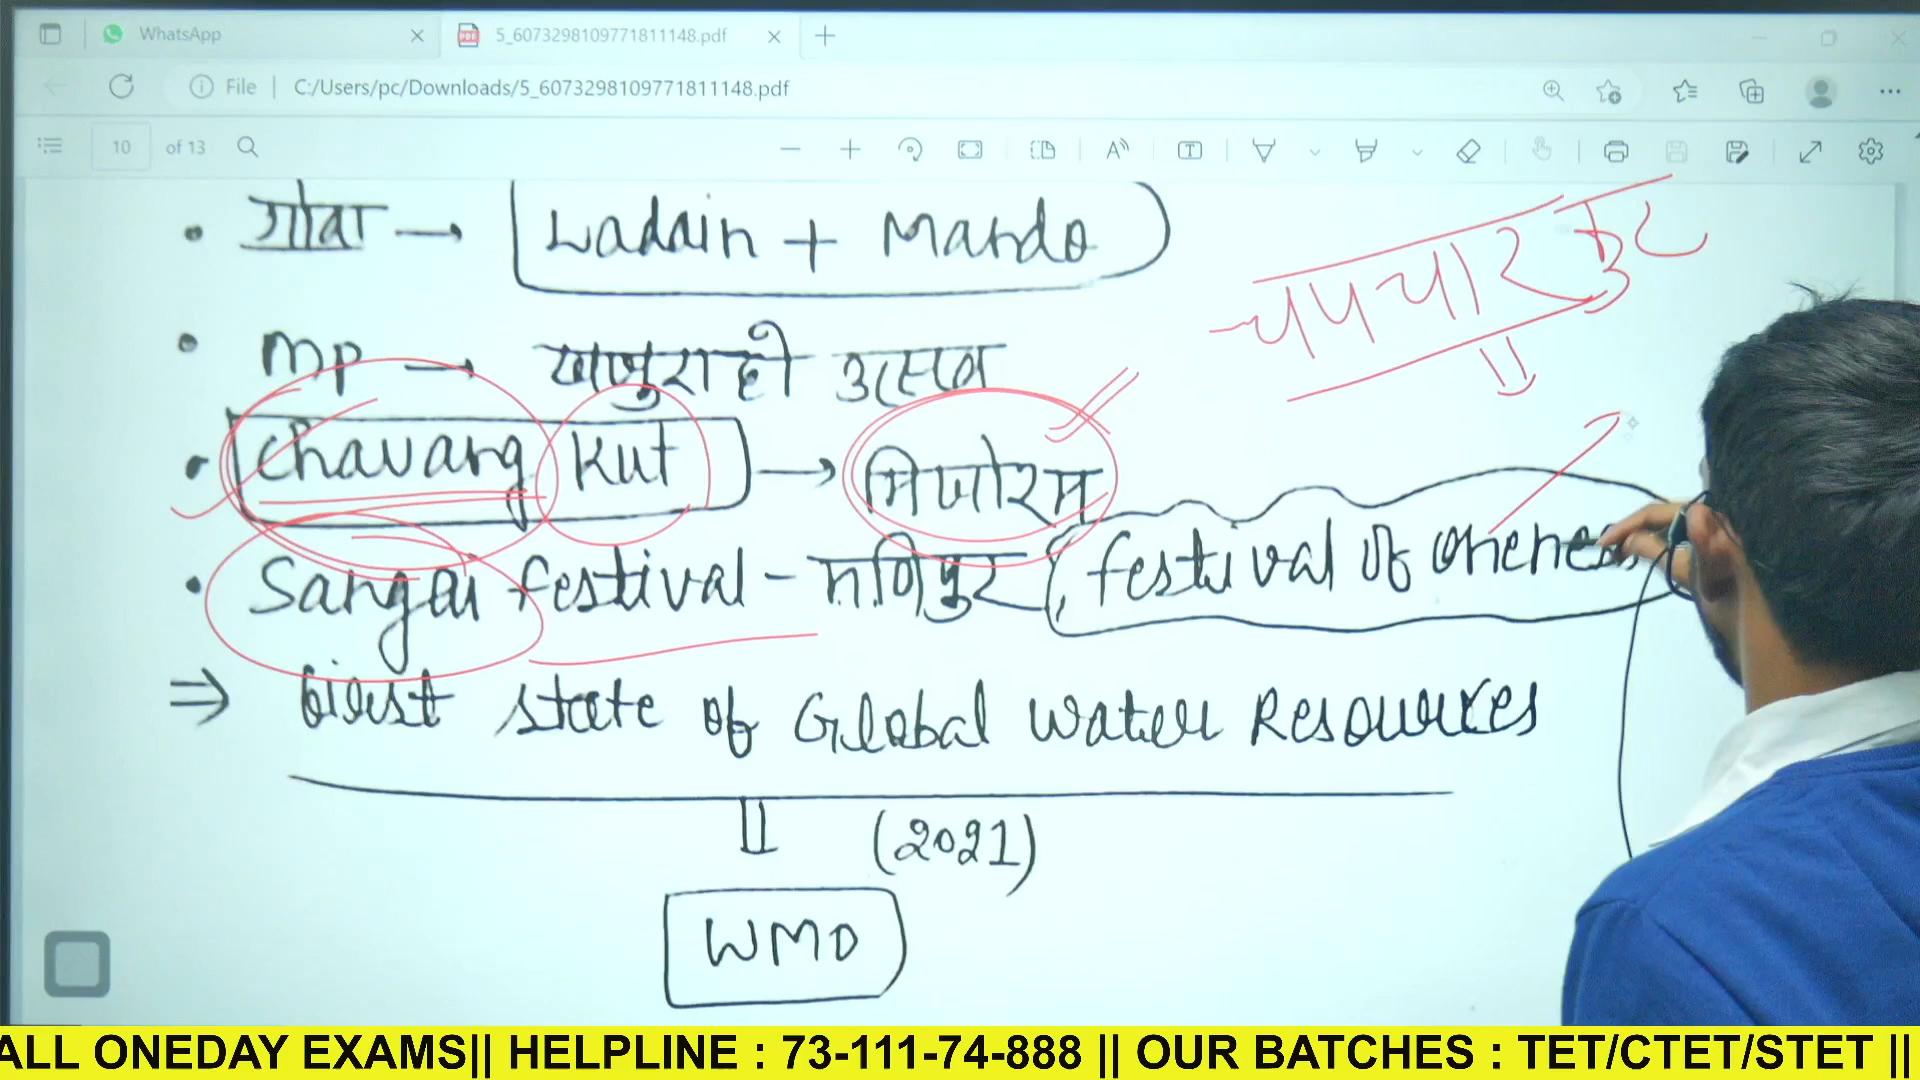 WhatsApp
5_6073298109771811148.pdf
File | C:/Users/pc/Downloads/5_6073298109771811148.pdf
10 of 13
• गोवा → Ladain + Mando
चपचार कुट
• MP → खजुराहो उत्सव
• Chavang Kut → मिजोरम
• Sangai festival - मणिपुर (festival of oneness
⇒ first state of Global Water Resources
(2021)
WMO
ALL ONEDAY EXAMS|| HELPLINE : 73-111-74-888 || OUR BATCHES : TET/CTET/STET ||